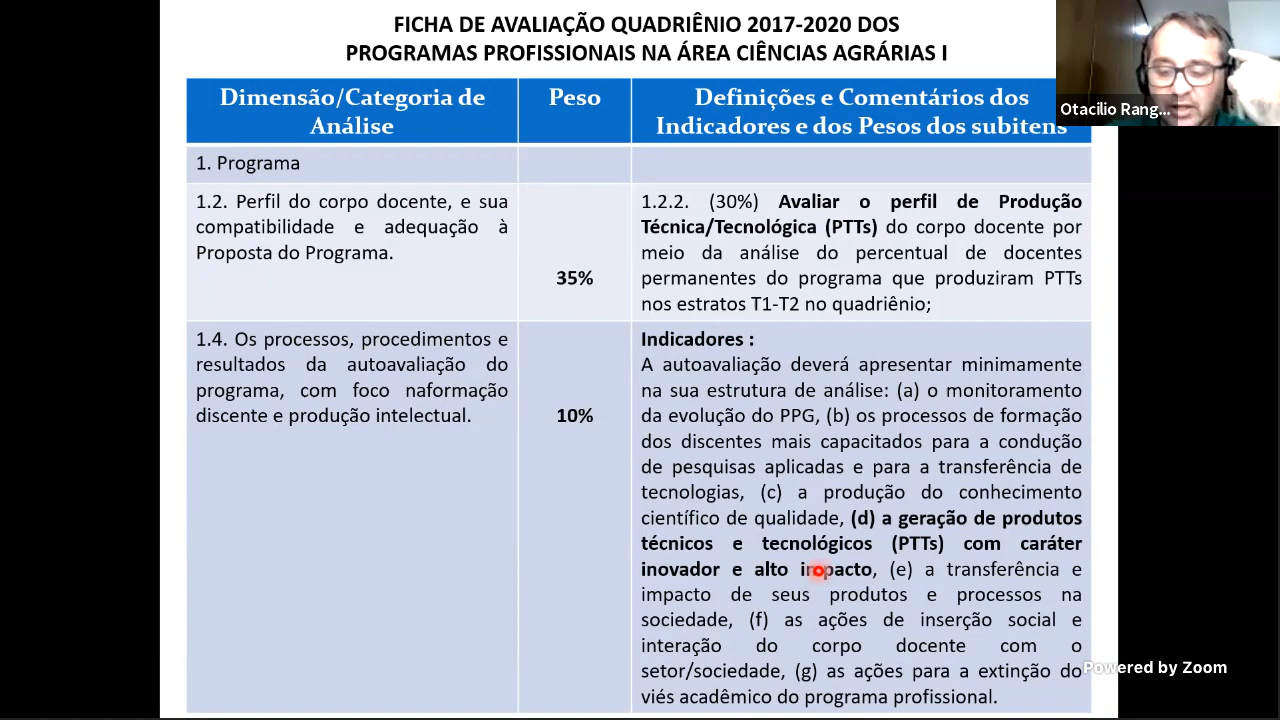 FICHA DE AVALIAÇÃO QUADRIÊNIO 2017-2020 DOS
PROGRAMAS PROFISSIONAIS NA ÁREA CIÊNCIAS AGRÁRIAS I
Dimensão/Categoria de
Análise
Peso
Definições e Comentários dos
Indicadores e dos Pesos dos subitens
1. Programa
1.2. Perfil do corpo docente, e sua
compatibilidade e adequação à
Proposta do Programa.
35%
1.2.2. (30%) Avaliar o perfil de Produção
Técnica/Tecnológica (PTTs) do corpo docente por
meio da análise do percentual de docentes
permanentes do programa que produziram PTTs
nos estratos T1-T2 no quadriênio;
1.4. Os processos, procedimentos e
resultados da autoavaliação do
programa, com foco naformação
discente e produção intelectual.
10%
Indicadores :
A autoavaliação deverá apresentar minimamente
na sua estrutura de análise: (a) o monitoramento
da evolução do PPG, (b) os processos de formação
dos discentes mais capacitados para a condução
de pesquisas aplicadas e para a transferência de
tecnologias, (c) a produção do conhecimento
científico de qualidade, (d) a geração de produtos
técnicos e tecnológicos (PTTs) com caráter
inovador e alto impacto, (e) a transferência e
impacto de seus produtos e processos na
sociedade, (f) as ações de inserção social e
interação do corpo docente com o
setor/sociedade, (g) as ações para a extinção do
viés acadêmico do programa profissional.
Otacilio Rang...
Powered by Zoom